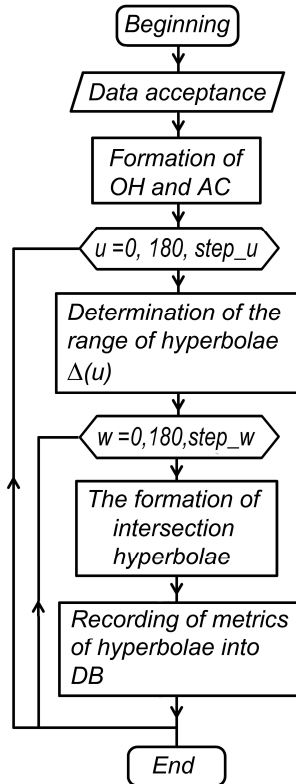 Beginning
Data acceptance
Formation of
OH and AC
u =0, 180, step_u
Determination of the
range of hyperbolae
Δ(u)
w =0,180,step_w
The formation of
intersection
hyperbolae
Recording of metrics
of hyperbolae into
DB
End